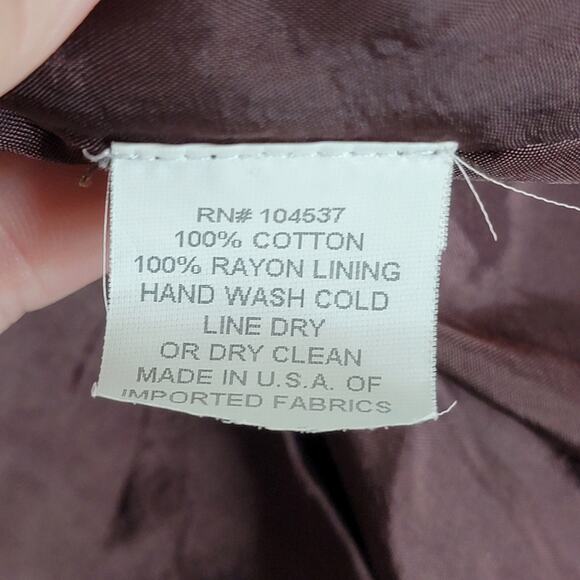 RN# 104537
100% COTTON
100% RAYON LINING
HAND WASH COLD
LINE DRY
OR DRY CLEAN
MADE IN U.S.A. OF
IMPORTED FABRICS